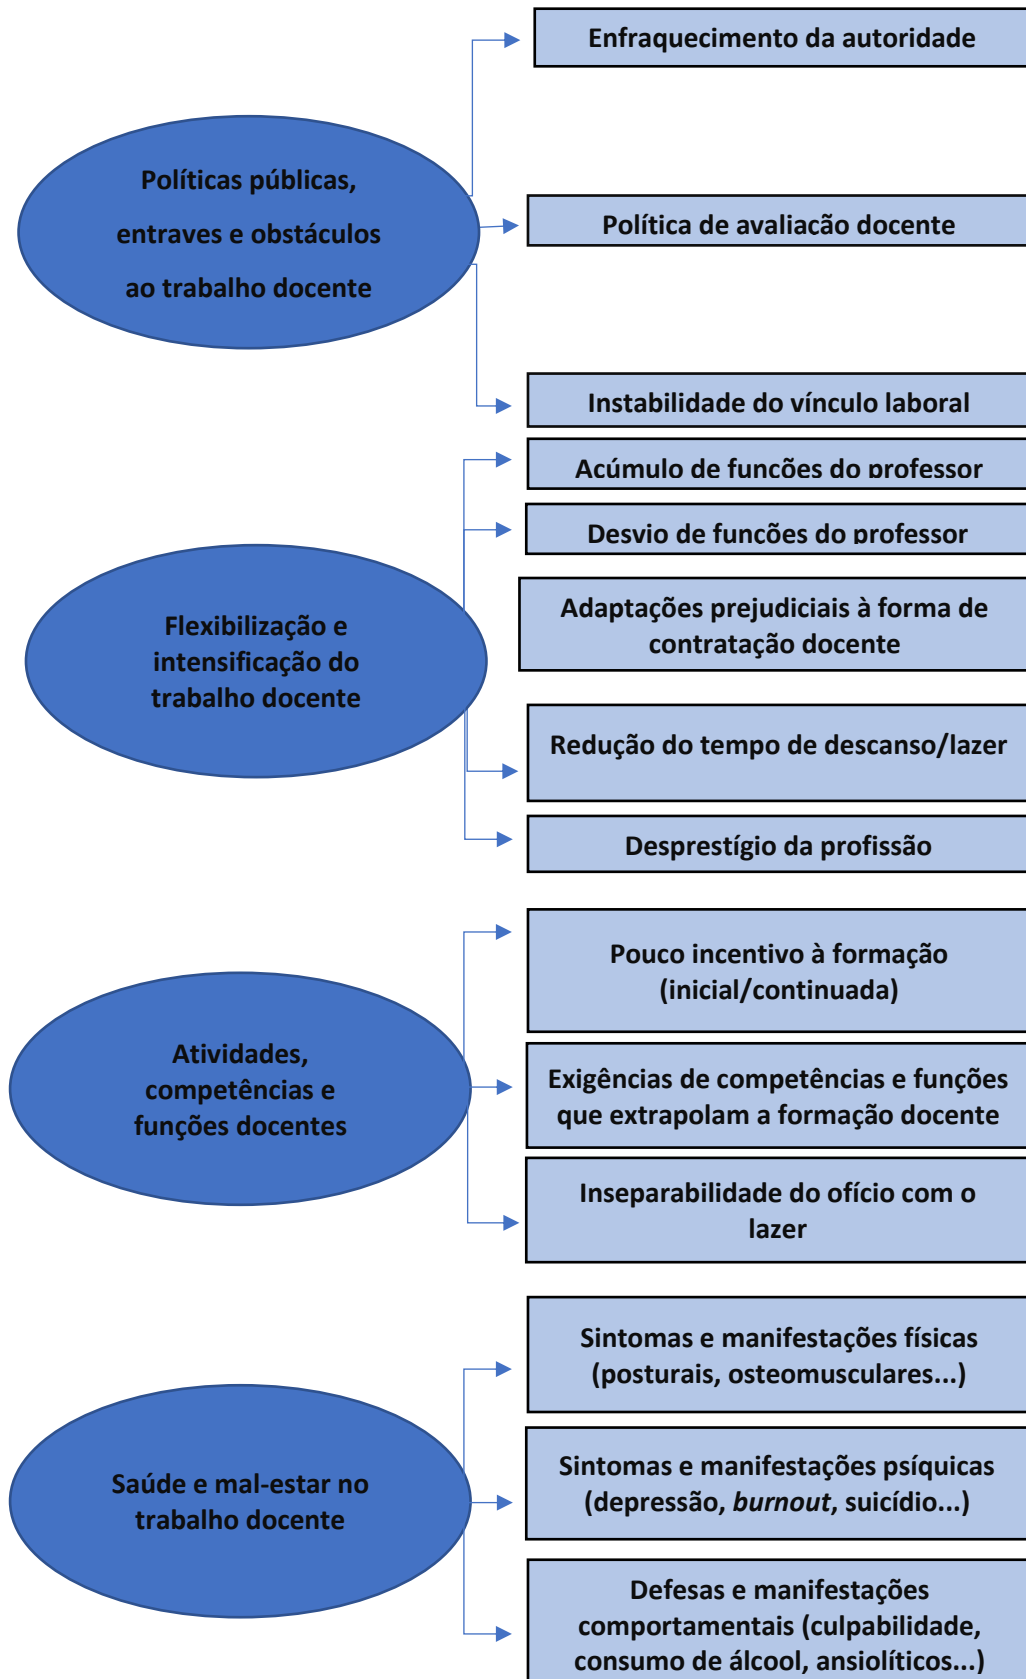 Enfraquecimento da autoridade
Políticas públicas,
entraves e obstáculos
ao trabalho docente
Política de avaliação docente
Instabilidade do vínculo laboral
Flexibilização e
intensificação do
trabalho docente
Acúmulo de funções do professor
Desvio de funções do professor
Adaptações prejudiciais à forma de
contratação docente
Redução do tempo de descanso/lazer
Desprestígio da profissão
Atividades,
competências e
funções docentes
Pouco incentivo à formação
(inicial/continuada)
Exigências de competências e funções
que extrapolam a formação docente
Inseparabilidade do ofício com o
lazer
Saúde e mal-estar no
trabalho docente
Sintomas e manifestações físicas
(posturais, osteomusculares...)
Sintomas e manifestações psíquicas
(depressão, burnout, suicídio...)
Defesas e manifestações
comportamentais (culpabilidade,
consumo de álcool, ansiolíticos...)